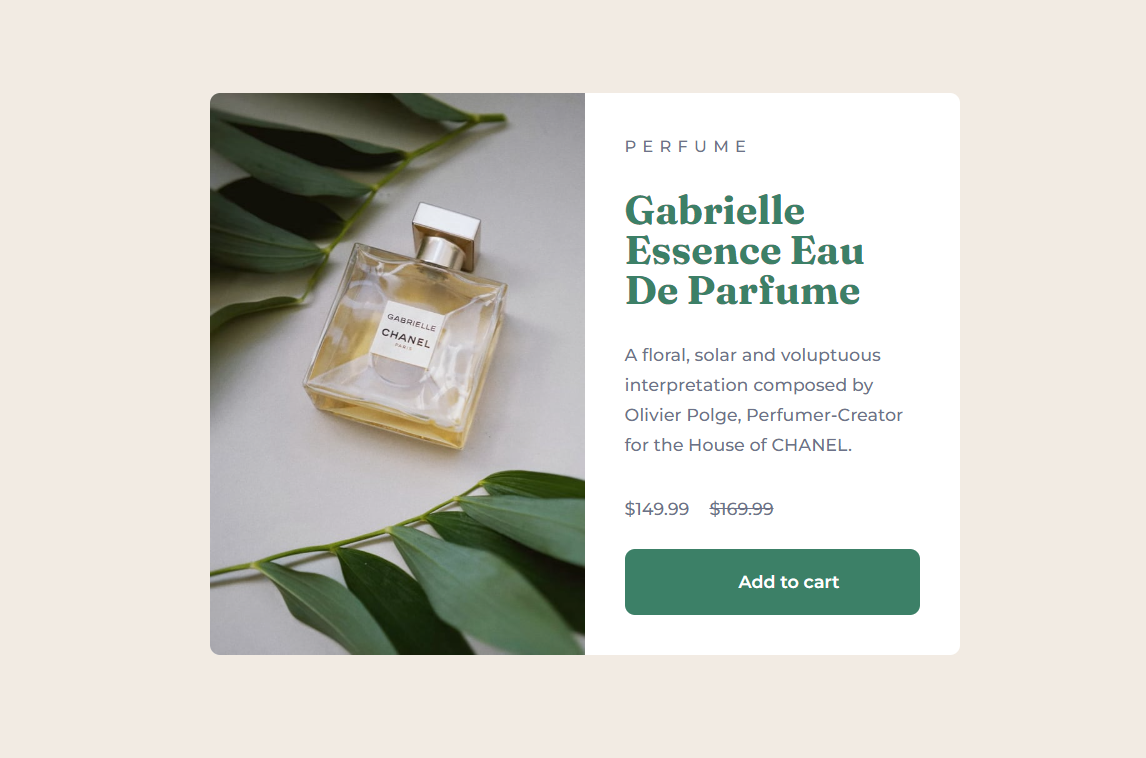 GABRIELLE
CHANEL
PARIS
PERFUME
Gabrielle
Essence Eau
De Parfume
A floral, solar and voluptuous
interpretation composed by
Olivier Polge, Perfumer-Creator
for the House of CHANEL.
$149.99 $169.99
Add to cart